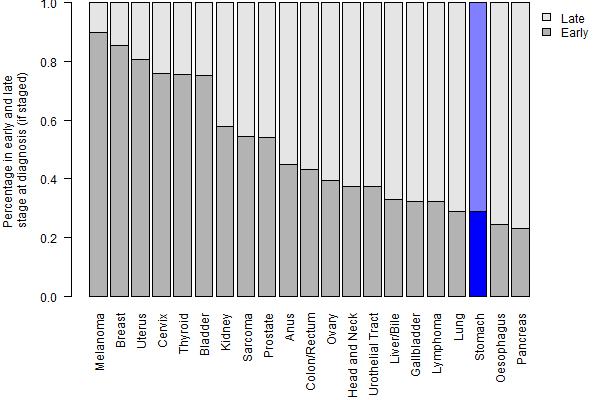 Percentage in early and late
stage at diagnosis (if staged)
1.0
0.8
0.6
0.4
0.2
0.0
Late
Early
Melanoma
Breast
Uterus
Cervix
Thyroid
Bladder
Kidney
Sarcoma
Prostate
Anus
Colon/Rectum
Ovary
Head and Neck
Urothelial Tract
Liver/Bile
Gallbladder
Lymphoma
Lung
Stomach
Oesophagus
Pancreas